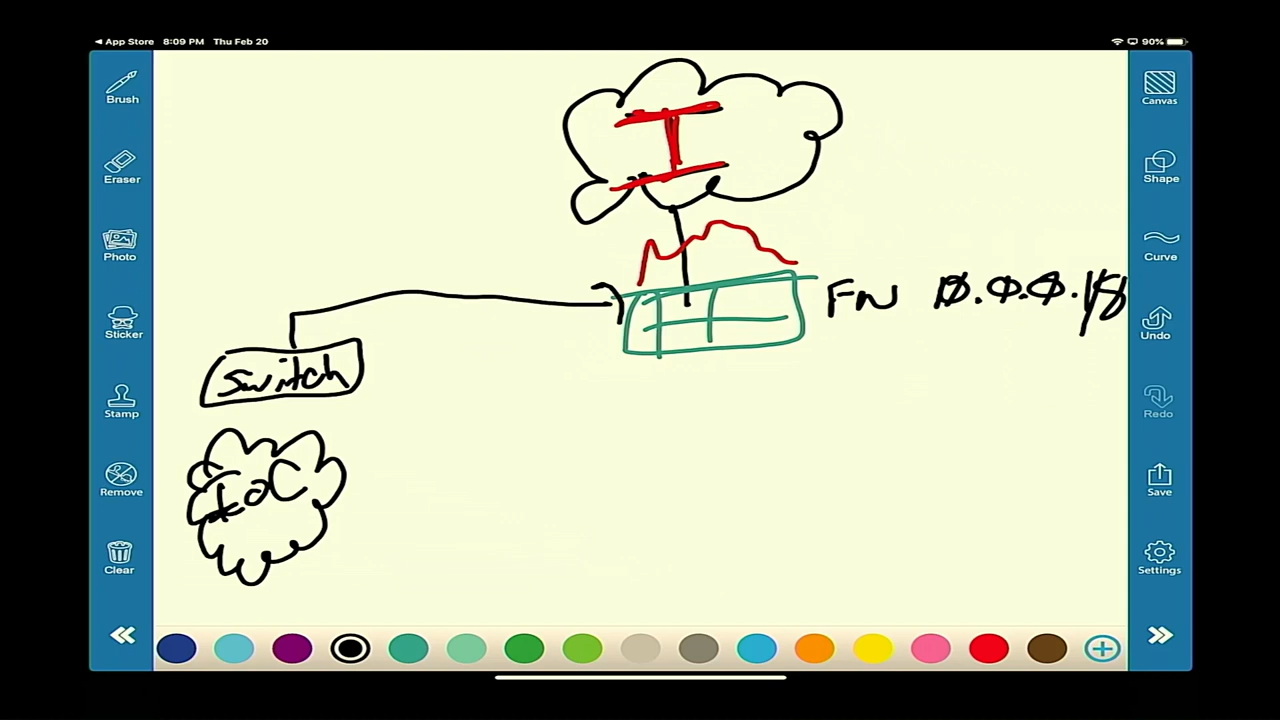 App Store 8:09 PM Thu Feb 20 90%
Brush
Eraser
Photo
Sticker
Stamp
Remove
Clear
I
FW
Switch
Canvas
Shape
Curve
Undo
Redo
Save
Settings